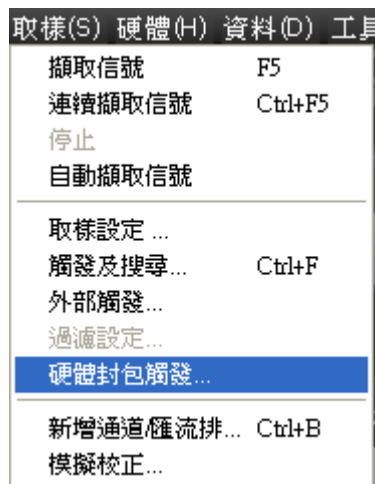 取樣(S) 硬體(H) 資料(D) 工具
擷取信號 F5
連續擷取信號 Ctrl+F5
停止
自動擷取信號
取樣設定 ...
觸發及搜尋... Ctrl+F
外部觸發...
過濾設定...
硬體封包觸發...
新增通道/匯流排... Ctrl+B
模擬校正...